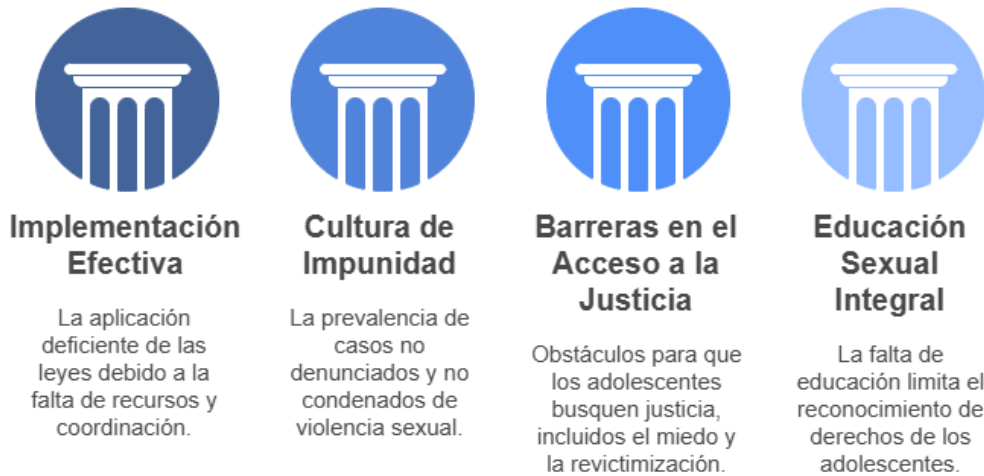 Implementación
Efectiva
La aplicación
deficiente de las
leyes debido a la
falta de recursos y
coordinación.
Cultura de
Impunidad
La prevalencia de
casos no
denunciados y no
condenados de
violencia sexual.
Barreras en el
Acceso a la
Justicia
Obstáculos para que
los adolescentes
busquen justicia,
incluidos el miedo y
la revictimización.
Educación
Sexual
Integral
La falta de
educación limita el
reconocimiento de
derechos de los
adolescentes.